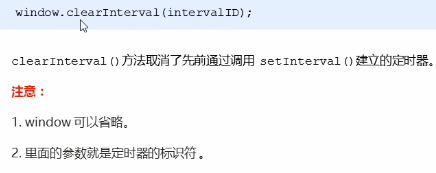 window.clearInterval(intervalID);
clearInterval()方法取消了先前通过调用 setInterval()建立的定时器。
注意：
1. window 可以省略。
2. 里面的参数就是定时器的标识符 。